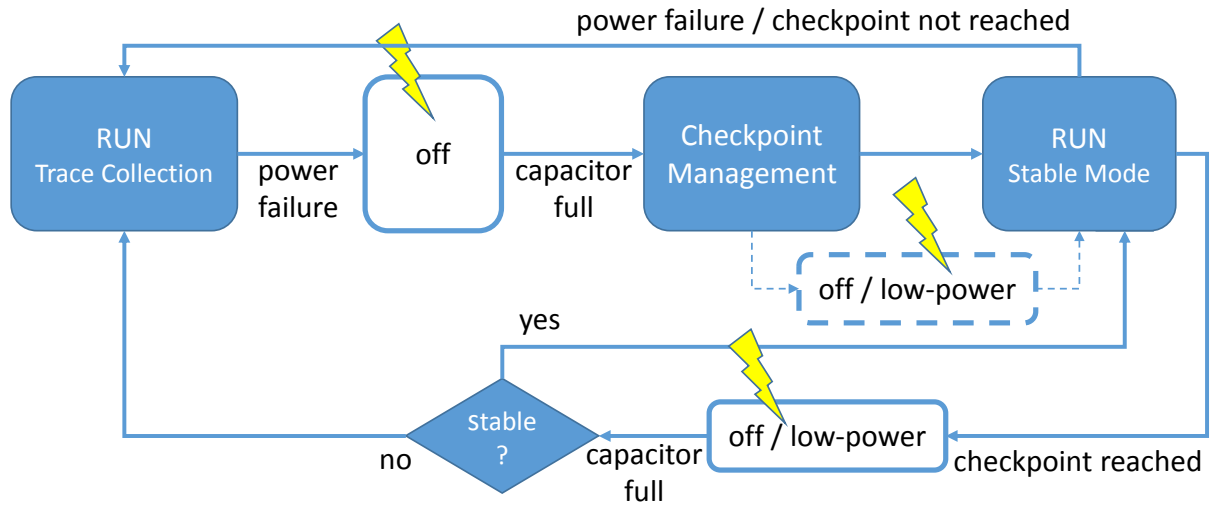 power failure / checkpoint not reached
RUN
Trace Collection
power
failure
off
capacitor
full
Checkpoint
Management
RUN
Stable Mode
off / low-power
yes
Stable
?
no
capacitor
full
off / low-power
checkpoint reached